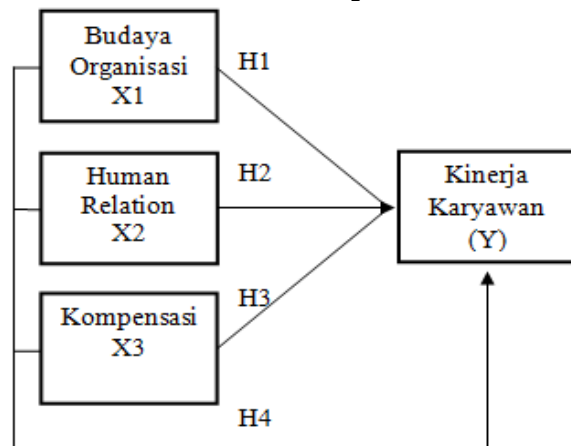 Budaya
Organisasi
X1
H1
Human
Relation
X2
H2
Kompensasi
X3
H3
H4
Kinerja
Karyawan
(Y)